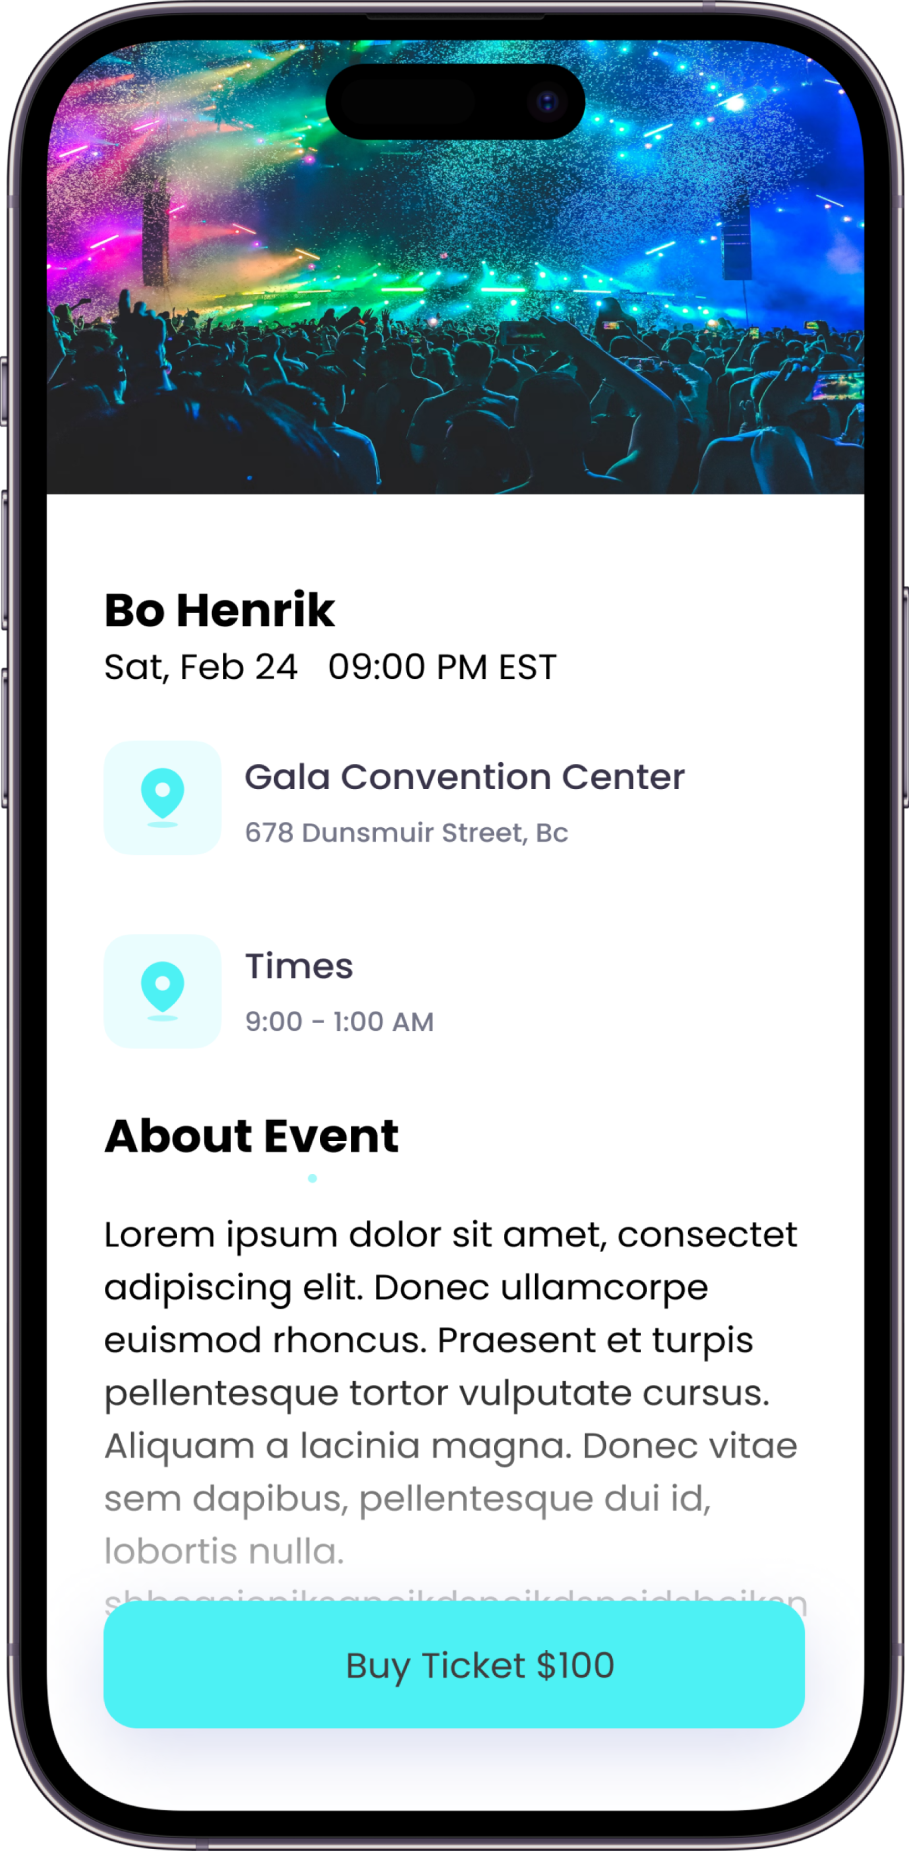 Bo Henrik
Sat, Feb 24 09:00 PM EST
Gala Convention Center
678 Dunsmuir Street, Bc
Times
9:00 - 1:00 AM
About Event
Lorem ipsum dolor sit amet, consectet
adipiscing elit. Donec ullamcorpe
euismod rhoncus. Praesent et turpis
pellentesque tortor vulputate cursus.
Aliquam a lacinia magna. Donec vitae
sem dapibus, pellentesque dui id,
lobortis nulla.
Buy Ticket $100